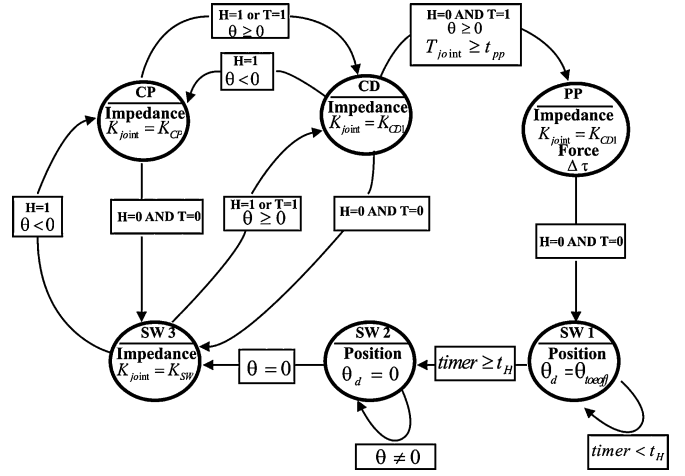 H=1 or T=1
θ ≥ 0
H=0 AND T=1
θ ≥ 0
T_joint ≥ t_pp
H=1
θ < 0
CP
Impedance
K_joint = K_CP
CD
Impedance
K_joint = K_CD1
PP
Impedance
K_joint = K_CD1
Force
Δ τ
H=1
θ < 0
H=0 AND T=0
H=1 or T=1
θ ≥ 0
H=0 AND T=0
H=0 AND T=0
SW 3
Impedance
K_joint = K_SW
θ = 0
SW 2
Position
θ_d = 0
timer ≥ t_H
SW 1
Position
θ_d = θ_toeoff
θ ≠ 0
timer < t_H